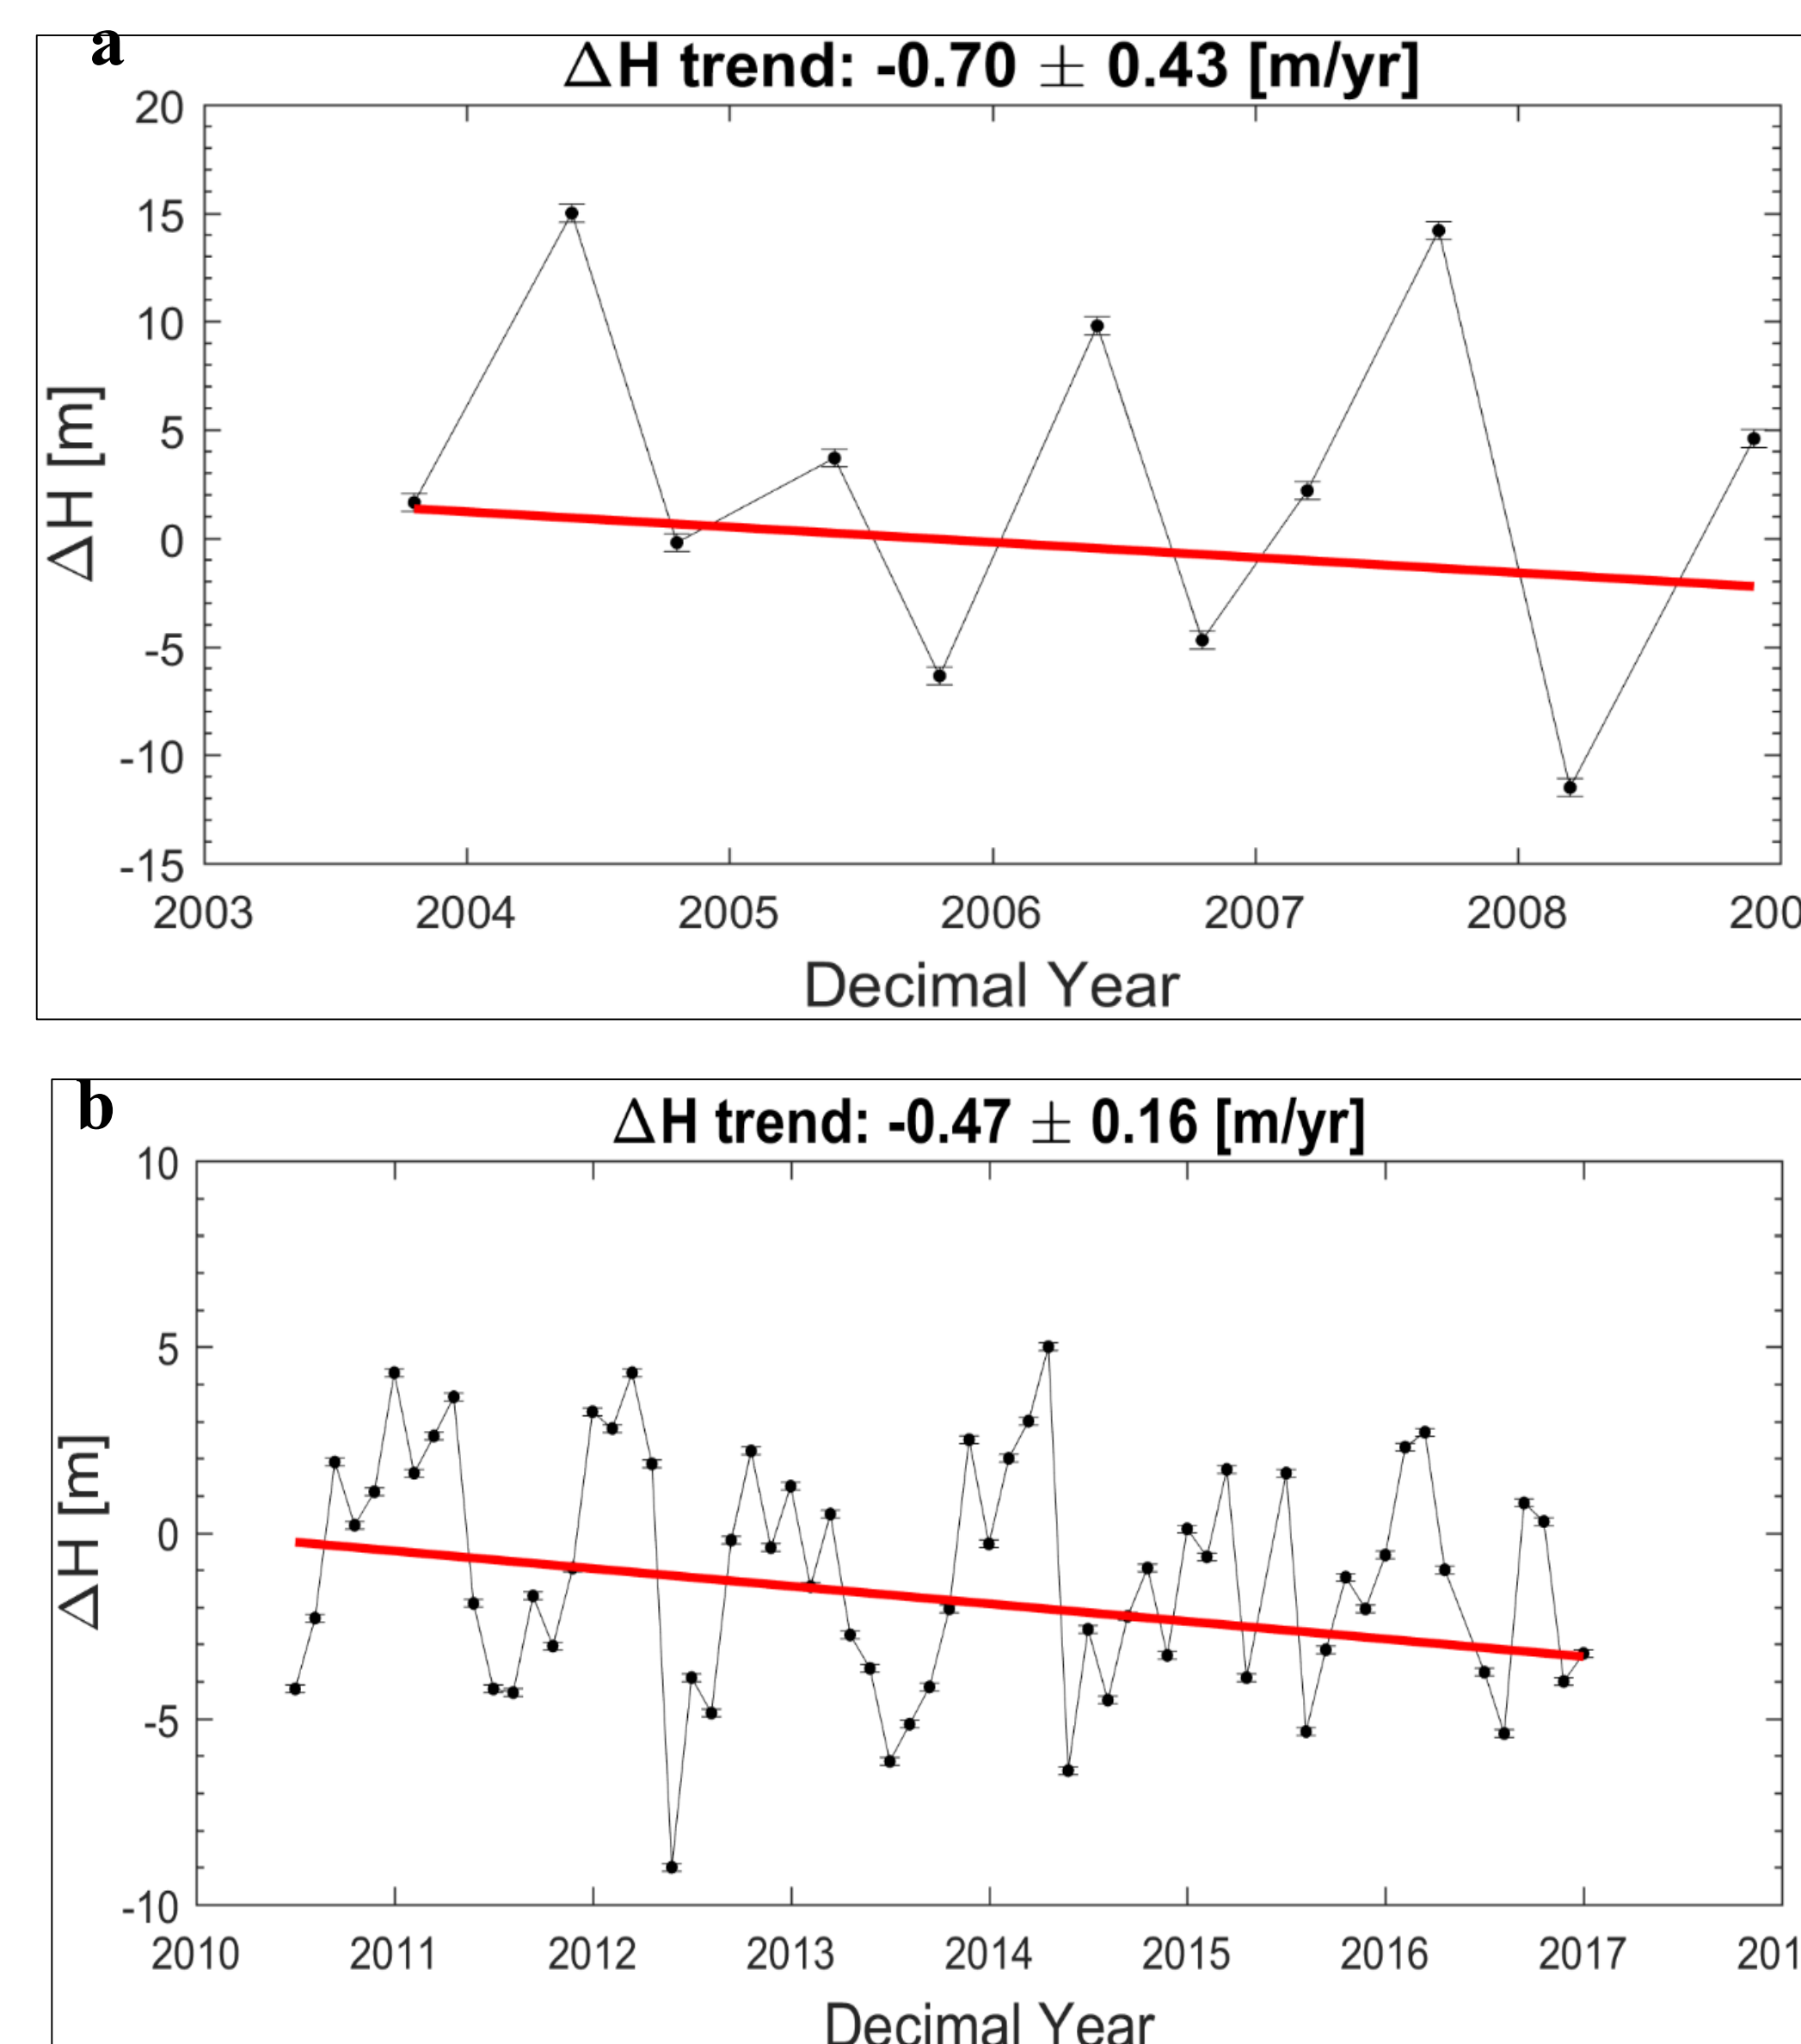 a
ΔH trend: -0.70 ± 0.43 [m/yr]
20
15
10
5
0
-5
-10
-15
ΔH [m]
2003 2004 2005 2006 2007 2008 200
Decimal Year
b
ΔH trend: -0.47 ± 0.16 [m/yr]
10
5
0
-5
-10
ΔH [m]
2010 2011 2012 2013 2014 2015 2016 2017 201
Decimal Year